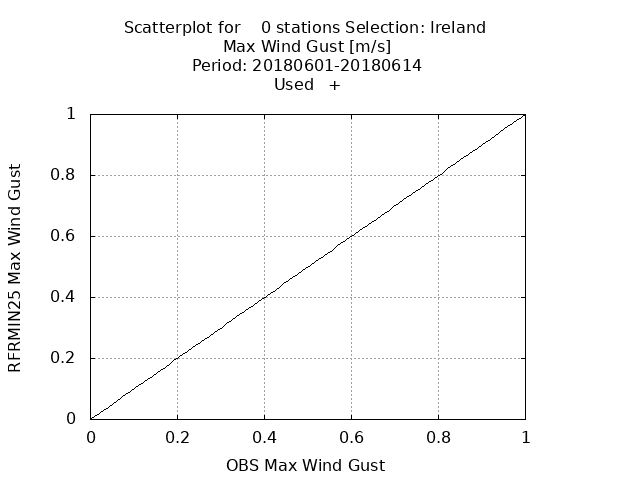 Scatterplot for    0 stations Selection: Ireland
Max Wind Gust [m/s]
Period: 20180601-20180614
Used   +
1
0.8
0.6
0.4
0.2
0
RFRMIN25 Max Wind Gust
0 0.2 0.4 0.6 0.8 1
OBS Max Wind Gust